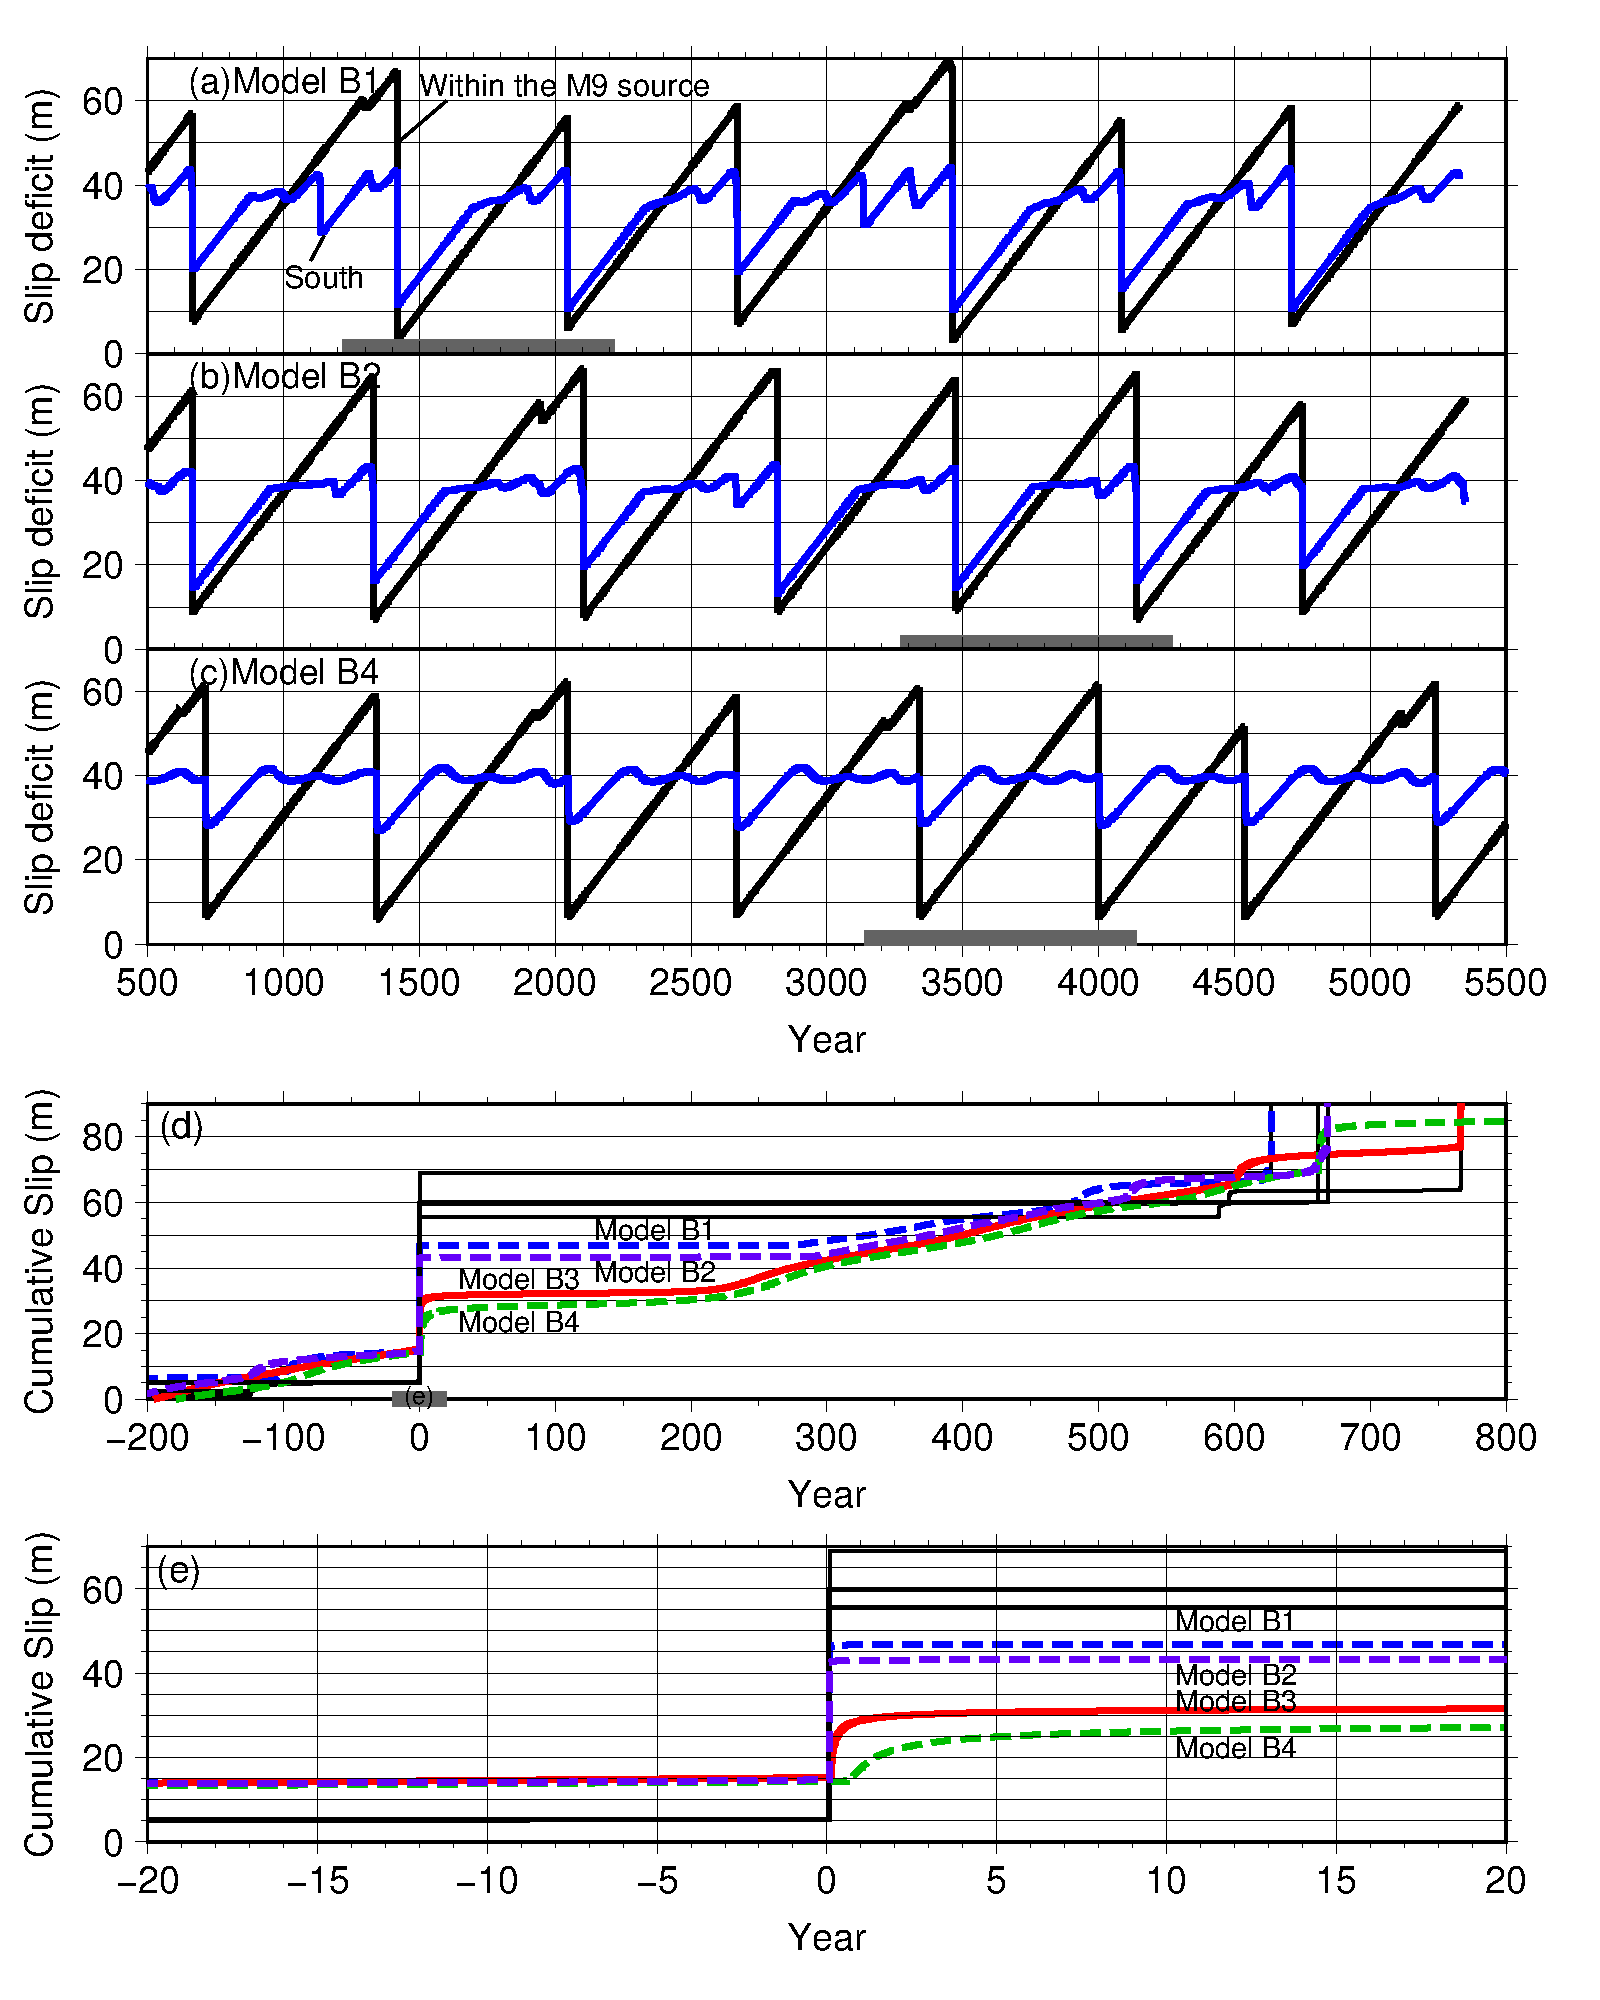 (a)Model B1
Within the M9 source
South
Slip deficit (m)
60
40
20
0
(b)Model B2
Slip deficit (m)
60
40
20
0
(c)Model B4
Slip deficit (m)
60
40
20
0
500 1000 1500 2000 2500 3000 3500 4000 4500 5000 5500
Year
(d)
Cumulative Slip (m)
80
60
40
20
0
Model B1
Model B3 Model B2
Model B4
(e)
−200 −100 0 100 200 300 400 500 600 700 800
Year
(e)
Cumulative Slip (m)
60
40
20
0
Model B1
Model B2
Model B3
Model B4
−20 −15 −10 −5 0 5 10 15 20
Year